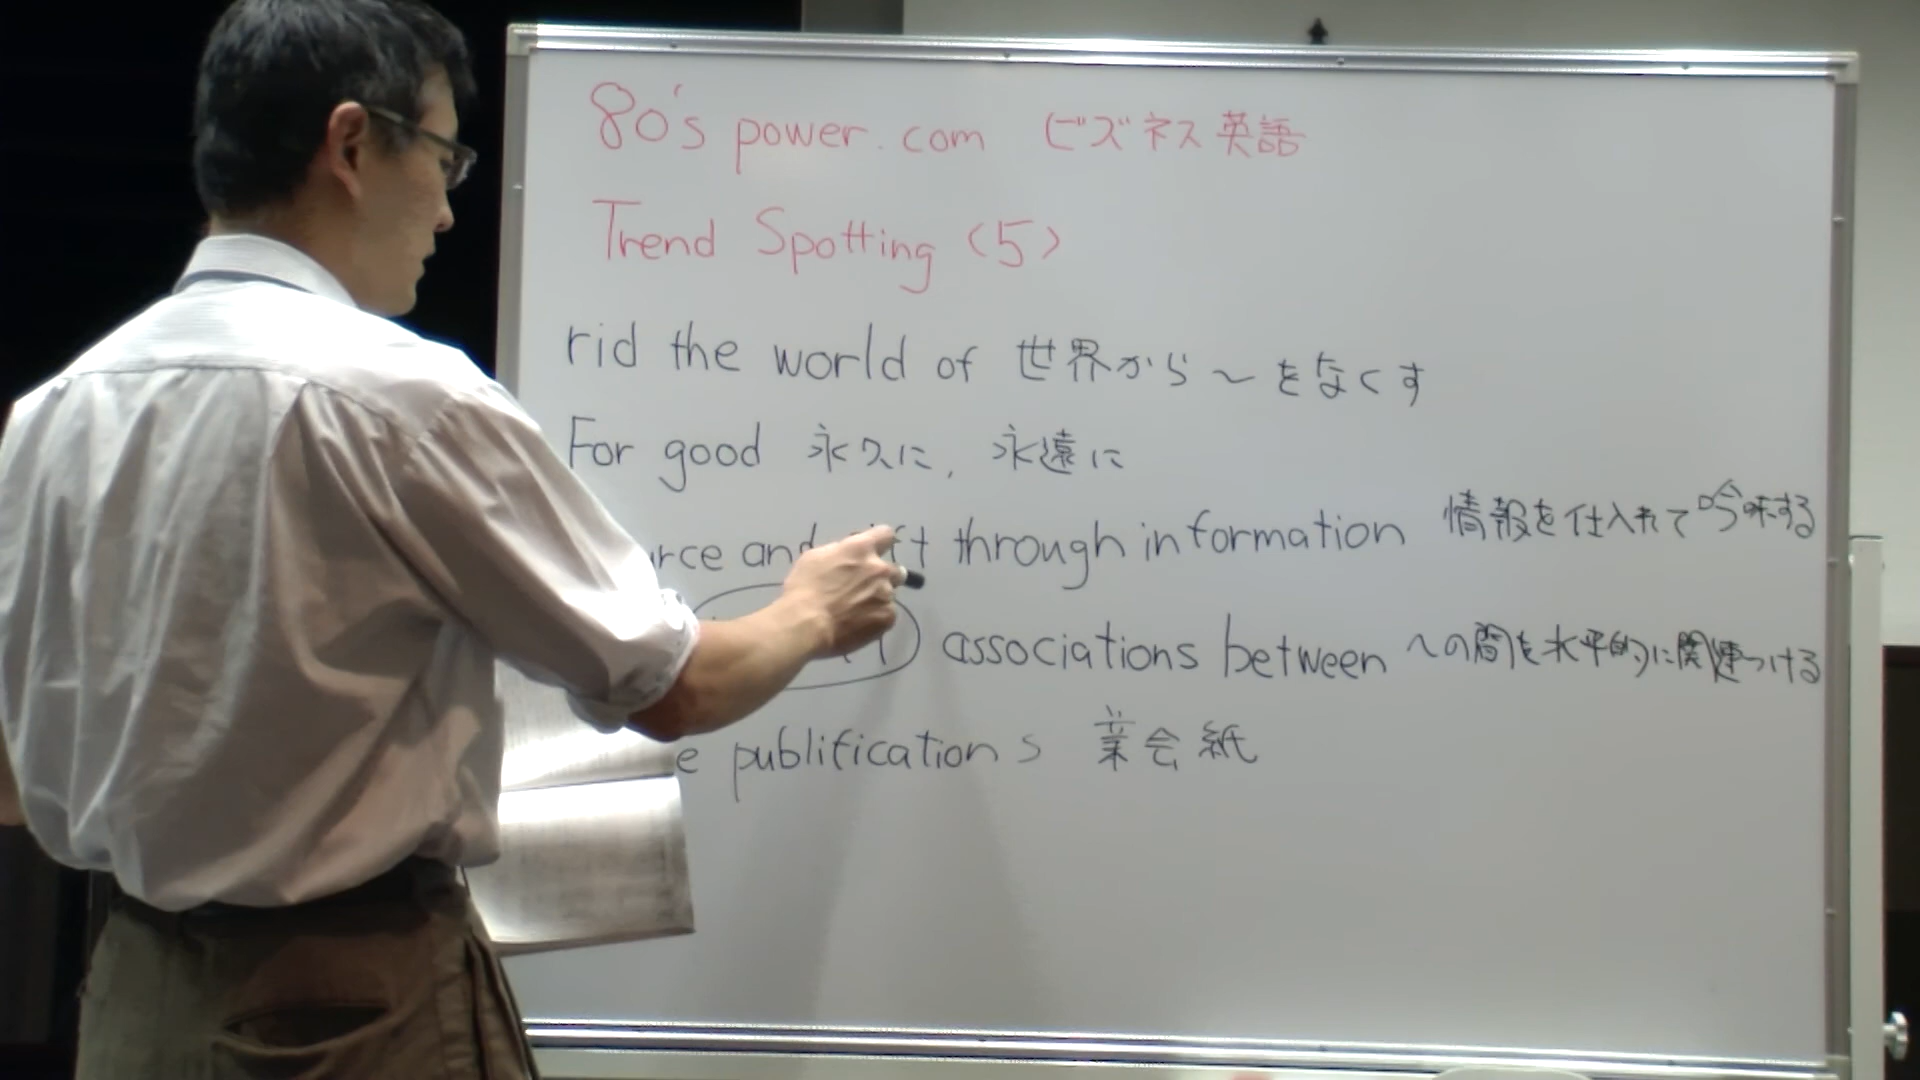 80's power.com ビズネス英語
Trend Spotting (5)
rid the world of 世界から〜をなくす
For good 永久に, 永遠に
and through information 情報を仕入れて吟味する
associations between 〜の間を水平的に関連づける
publifications 業会紙